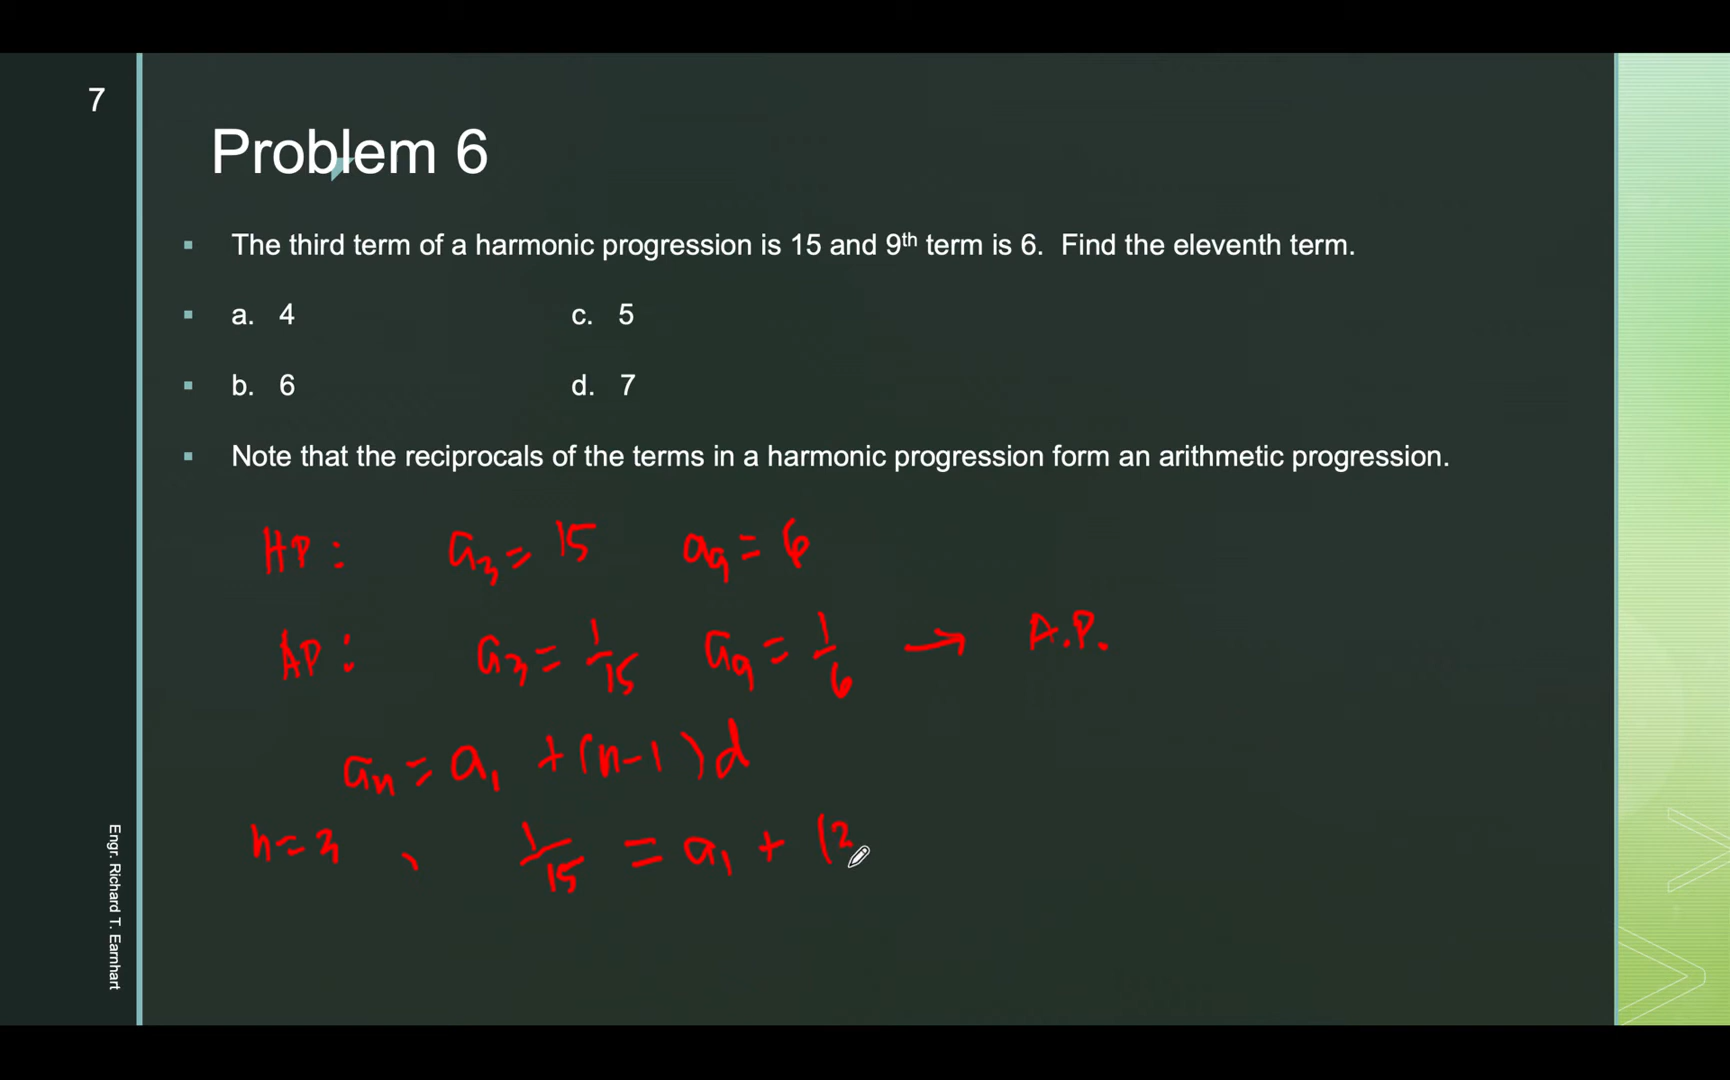 7
Problem 6
▪ The third term of a harmonic progression is 15 and 9th term is 6. Find the eleventh term.
▪ a. 4 c. 5
▪ b. 6 d. 7
▪ Note that the reciprocals of the terms in a harmonic progression form an arithmetic progression.
HP: a₃ = 15 a₉ = 6
AP: a₃ = 1/15 a₉ = 1/6 → A.P.
aₙ = a₁ + (n-1)d
n=3, 1/15 = a₁ + (3
Engr. Richard T. Earnhart